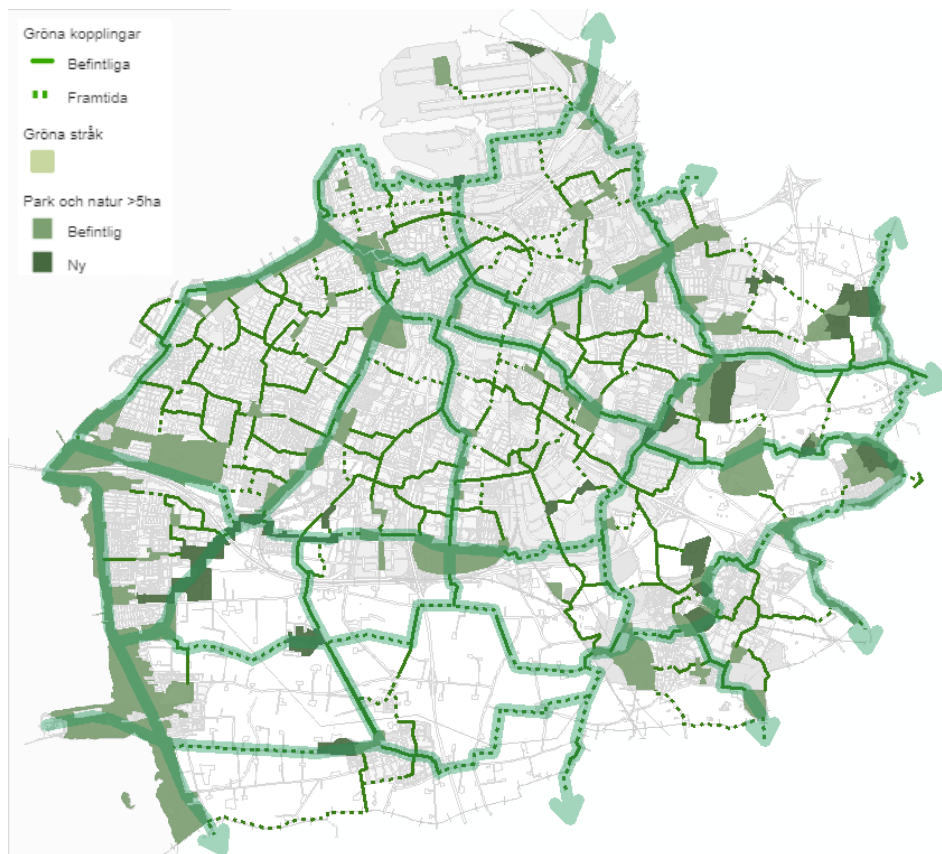 Gröna kopplingar
Befintliga
Framtida
Gröna stråk
Park och natur >5ha
Befintlig
Ny